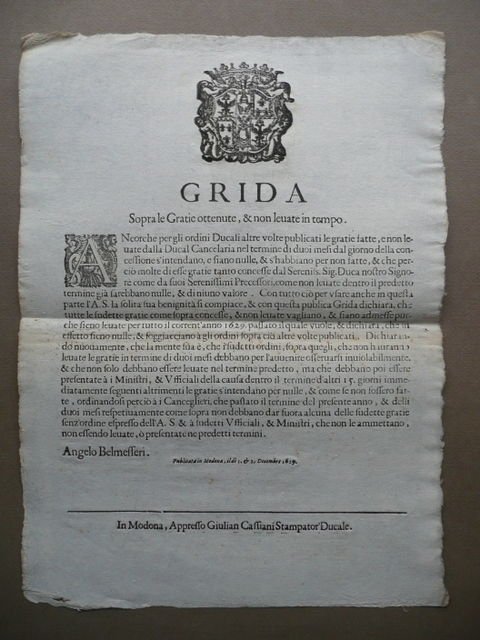 GRIDA
Sopra le Gratie ottenute, & non leuate in tempo.
ANcorche per gli ordini Ducali altre volte publicati le gratie fatte, e non le-
uate dalla Ducal Cancelaria nel termine di duoi mesi dal giorno della con-
cessione s'intendano, e siano nulle, & s'habbiano per non fatte, & che per-
ciò molte di esse gratie tanto concesse dal Sereniss. Sig. Duca nostro Signo-
re come da suoi Serenissimi Precessori, come non leuate dentro il predetto
termine già sarebbono nulle, & di niuno valore. Con tutto ciò per vsare anche in questa
parte l'A. S. la solita sua benignità si compiace, & con questa publica Grida dichiara, che
tutte le sudette gratie come sopra concesse, & non leuate vagliano, & siano admesse pur-
che sieno leuate per tutto il corrent'anno 1629. passato il quale vuole, & dichiara, che in
effetto sieno nulle, & soggiacciano à gli ordini sopra ciò altre volte publicati. Dichiaran-
do nuouamente, che la mente sua è, che i sudetti ordini, sopra quegli, che non hauranno
leuate le gratie in termine di duoi mesi debbano per l'auuenire osseruarsi inuiolabilmente,
& che non solo debbano essere leuate nel termine predetto, ma che debbano poi essere
presentate à i Ministri, & Vfficiali della causa dentro il termine d'altri 15. giorni imme-
diatamente seguenti altrimenti le gratie s'intendano per nulle, & come se non fossero fat-
te, ordinandosi perciò à i Canceglieri, che passato il termine del presente anno, & delli
duoi mesi respetiuamente come sopra non debbano dar fuora alcuna delle sudette gratie
senz'ordine espresso dell'A. S. & à sudetti Vfficiali, & Ministri, che non le ammettano,
non essendo leuate, ò presentate ne predetti termini.
Angelo Belmesseri.
Publicata in Modona, il dì 1. & 2. Decembre 1629.
In Modona, Appresso Giulian Cassiani Stampator Ducale.